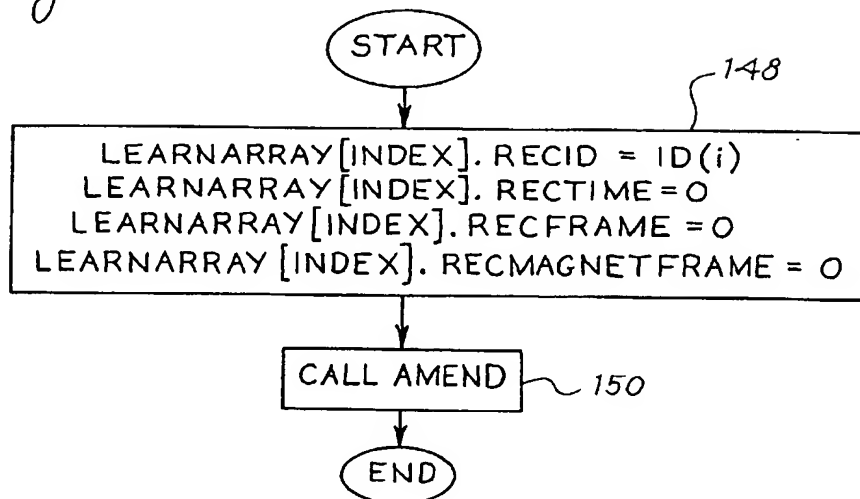 START
148
LEARNARRAY[INDEX]. RECID = ID(i)
LEARNARRAY[INDEX]. RECTIME=0
LEARNARRAY[INDEX]. RECFRAME = 0
LEARNARRAY [INDEX]. RECMAGNETFRAME = 0
CALL AMEND
150
END